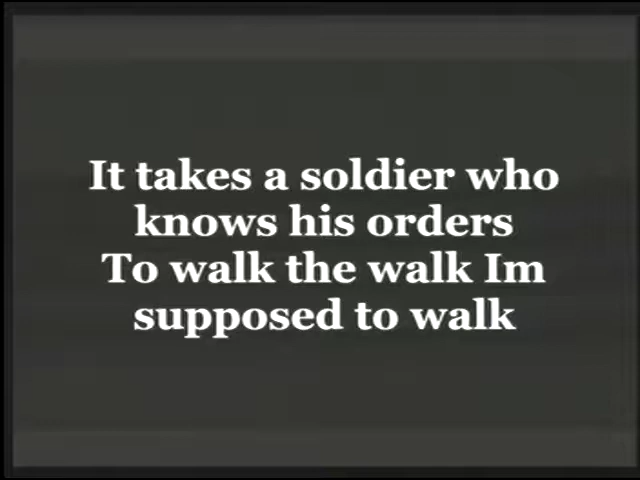 It takes a soldier who
knows his orders
To walk the walk Im
supposed to walk